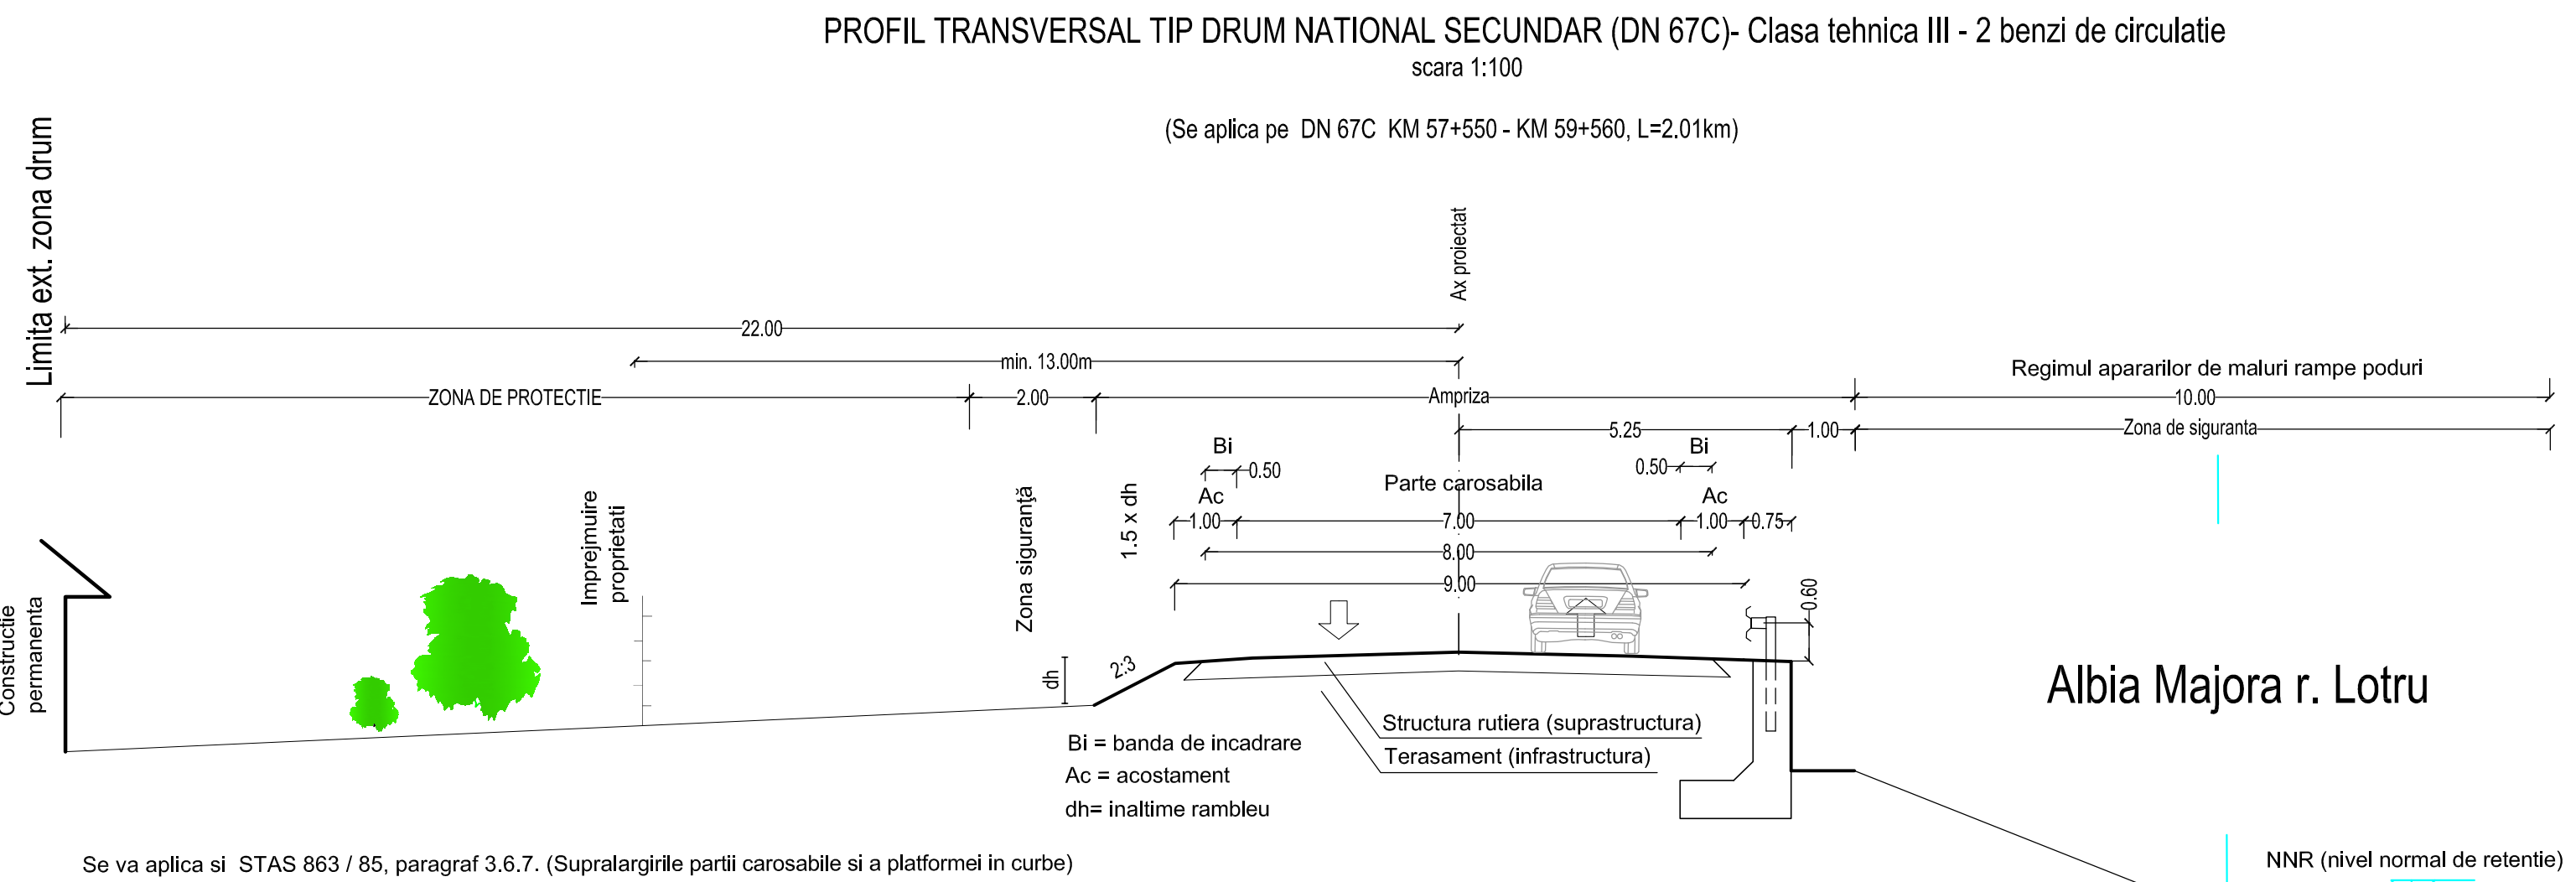 PROFIL TRANSVERSAL TIP DRUM NATIONAL SECUNDAR (DN 67C)- Clasa tehnica III - 2 benzi de circulatie
scara 1:100
(Se aplica pe DN 67C KM 57+550 - KM 59+560, L=2.01km)
Limita ext. zona drum
Ax proiectat
22.00
min. 13.00m
Regimul apararilor de maluri rampe poduri
ZONA DE PROTECTIE
2.00
Ampriza
10.00
5.25
1.00
Zona de siguranta
Bi
0.50
Bi
0.50
Parte carosabila
Ac
Ac
1.00
7.00
1.00
0.75
8.00
9.00
Imprejmuire
proprietati
Zona siguranţă
1.5 x dh
0.60
Constructie
permanenta
dh
2:3
Albia Majora r. Lotru
Structura rutiera (suprastructura)
Terasament (infrastructura)
Bi = banda de incadrare
Ac = acostament
dh= inaltime rambleu
Se va aplica si STAS 863 / 85, paragraf 3.6.7. (Supralargirile partii carosabile si a platformei in curbe)
NNR (nivel normal de retentie)